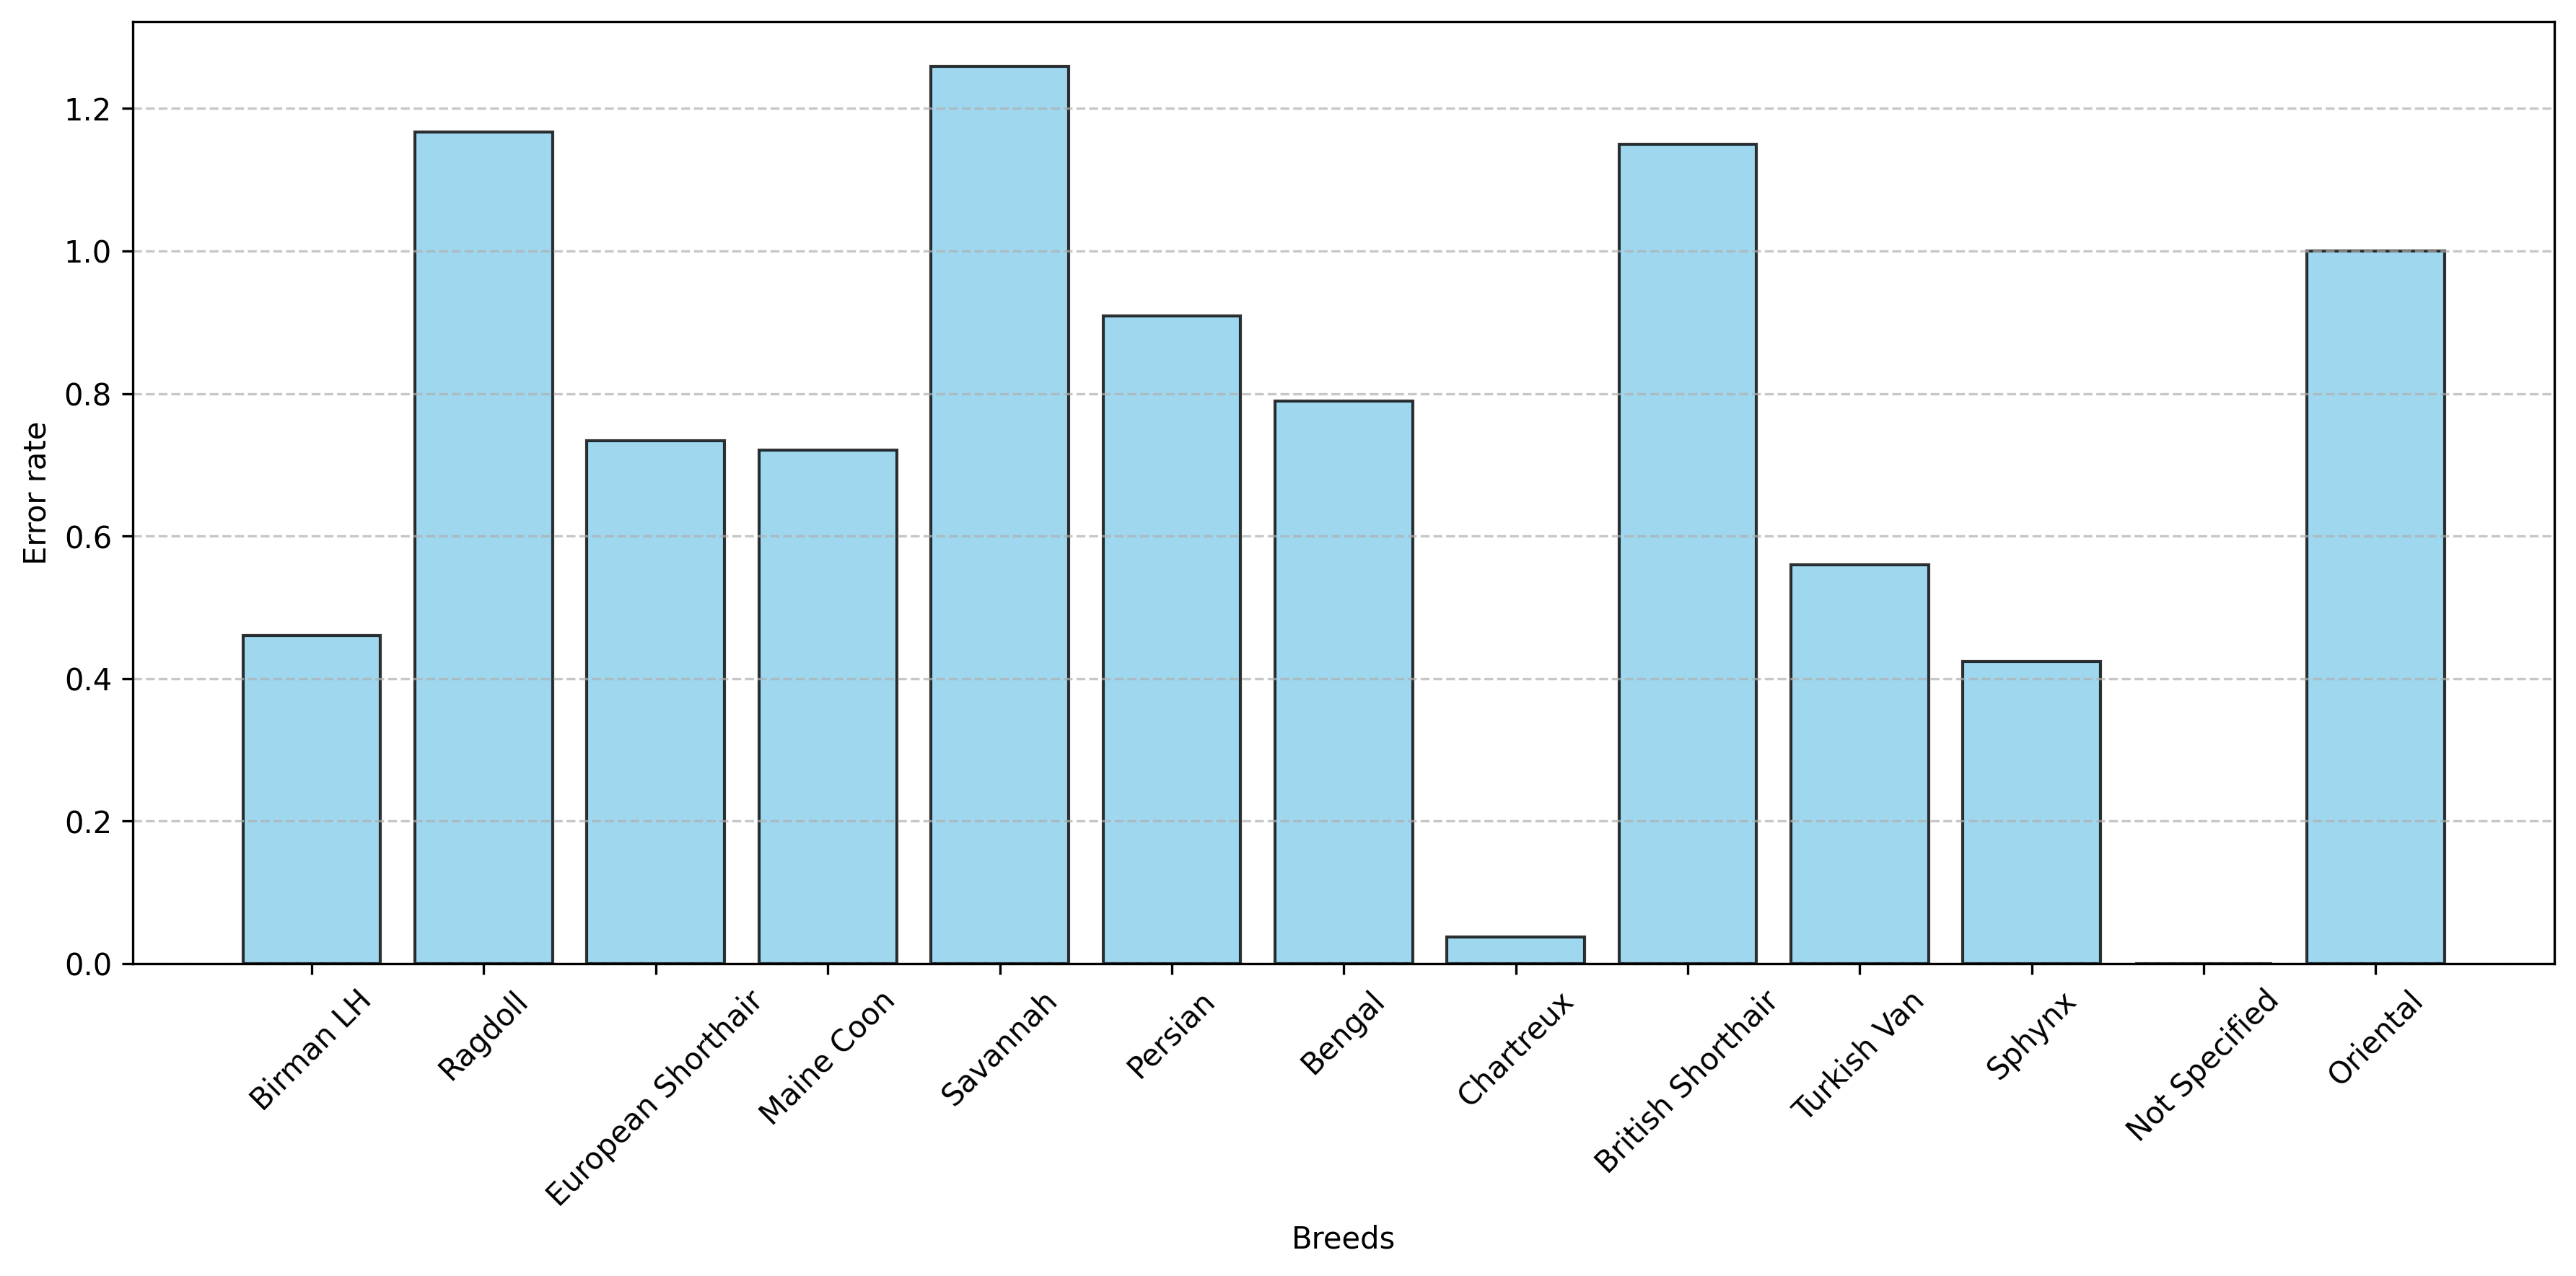 Error rate
1.2
1.0
0.8
0.6
0.4
0.2
0.0
Birman LH
Ragdoll
European Shorthair
Maine Coon
Savannah
Persian
Bengal
Chartreux
British Shorthair
Turkish Van
Sphynx
Not Specified
Oriental
Breeds